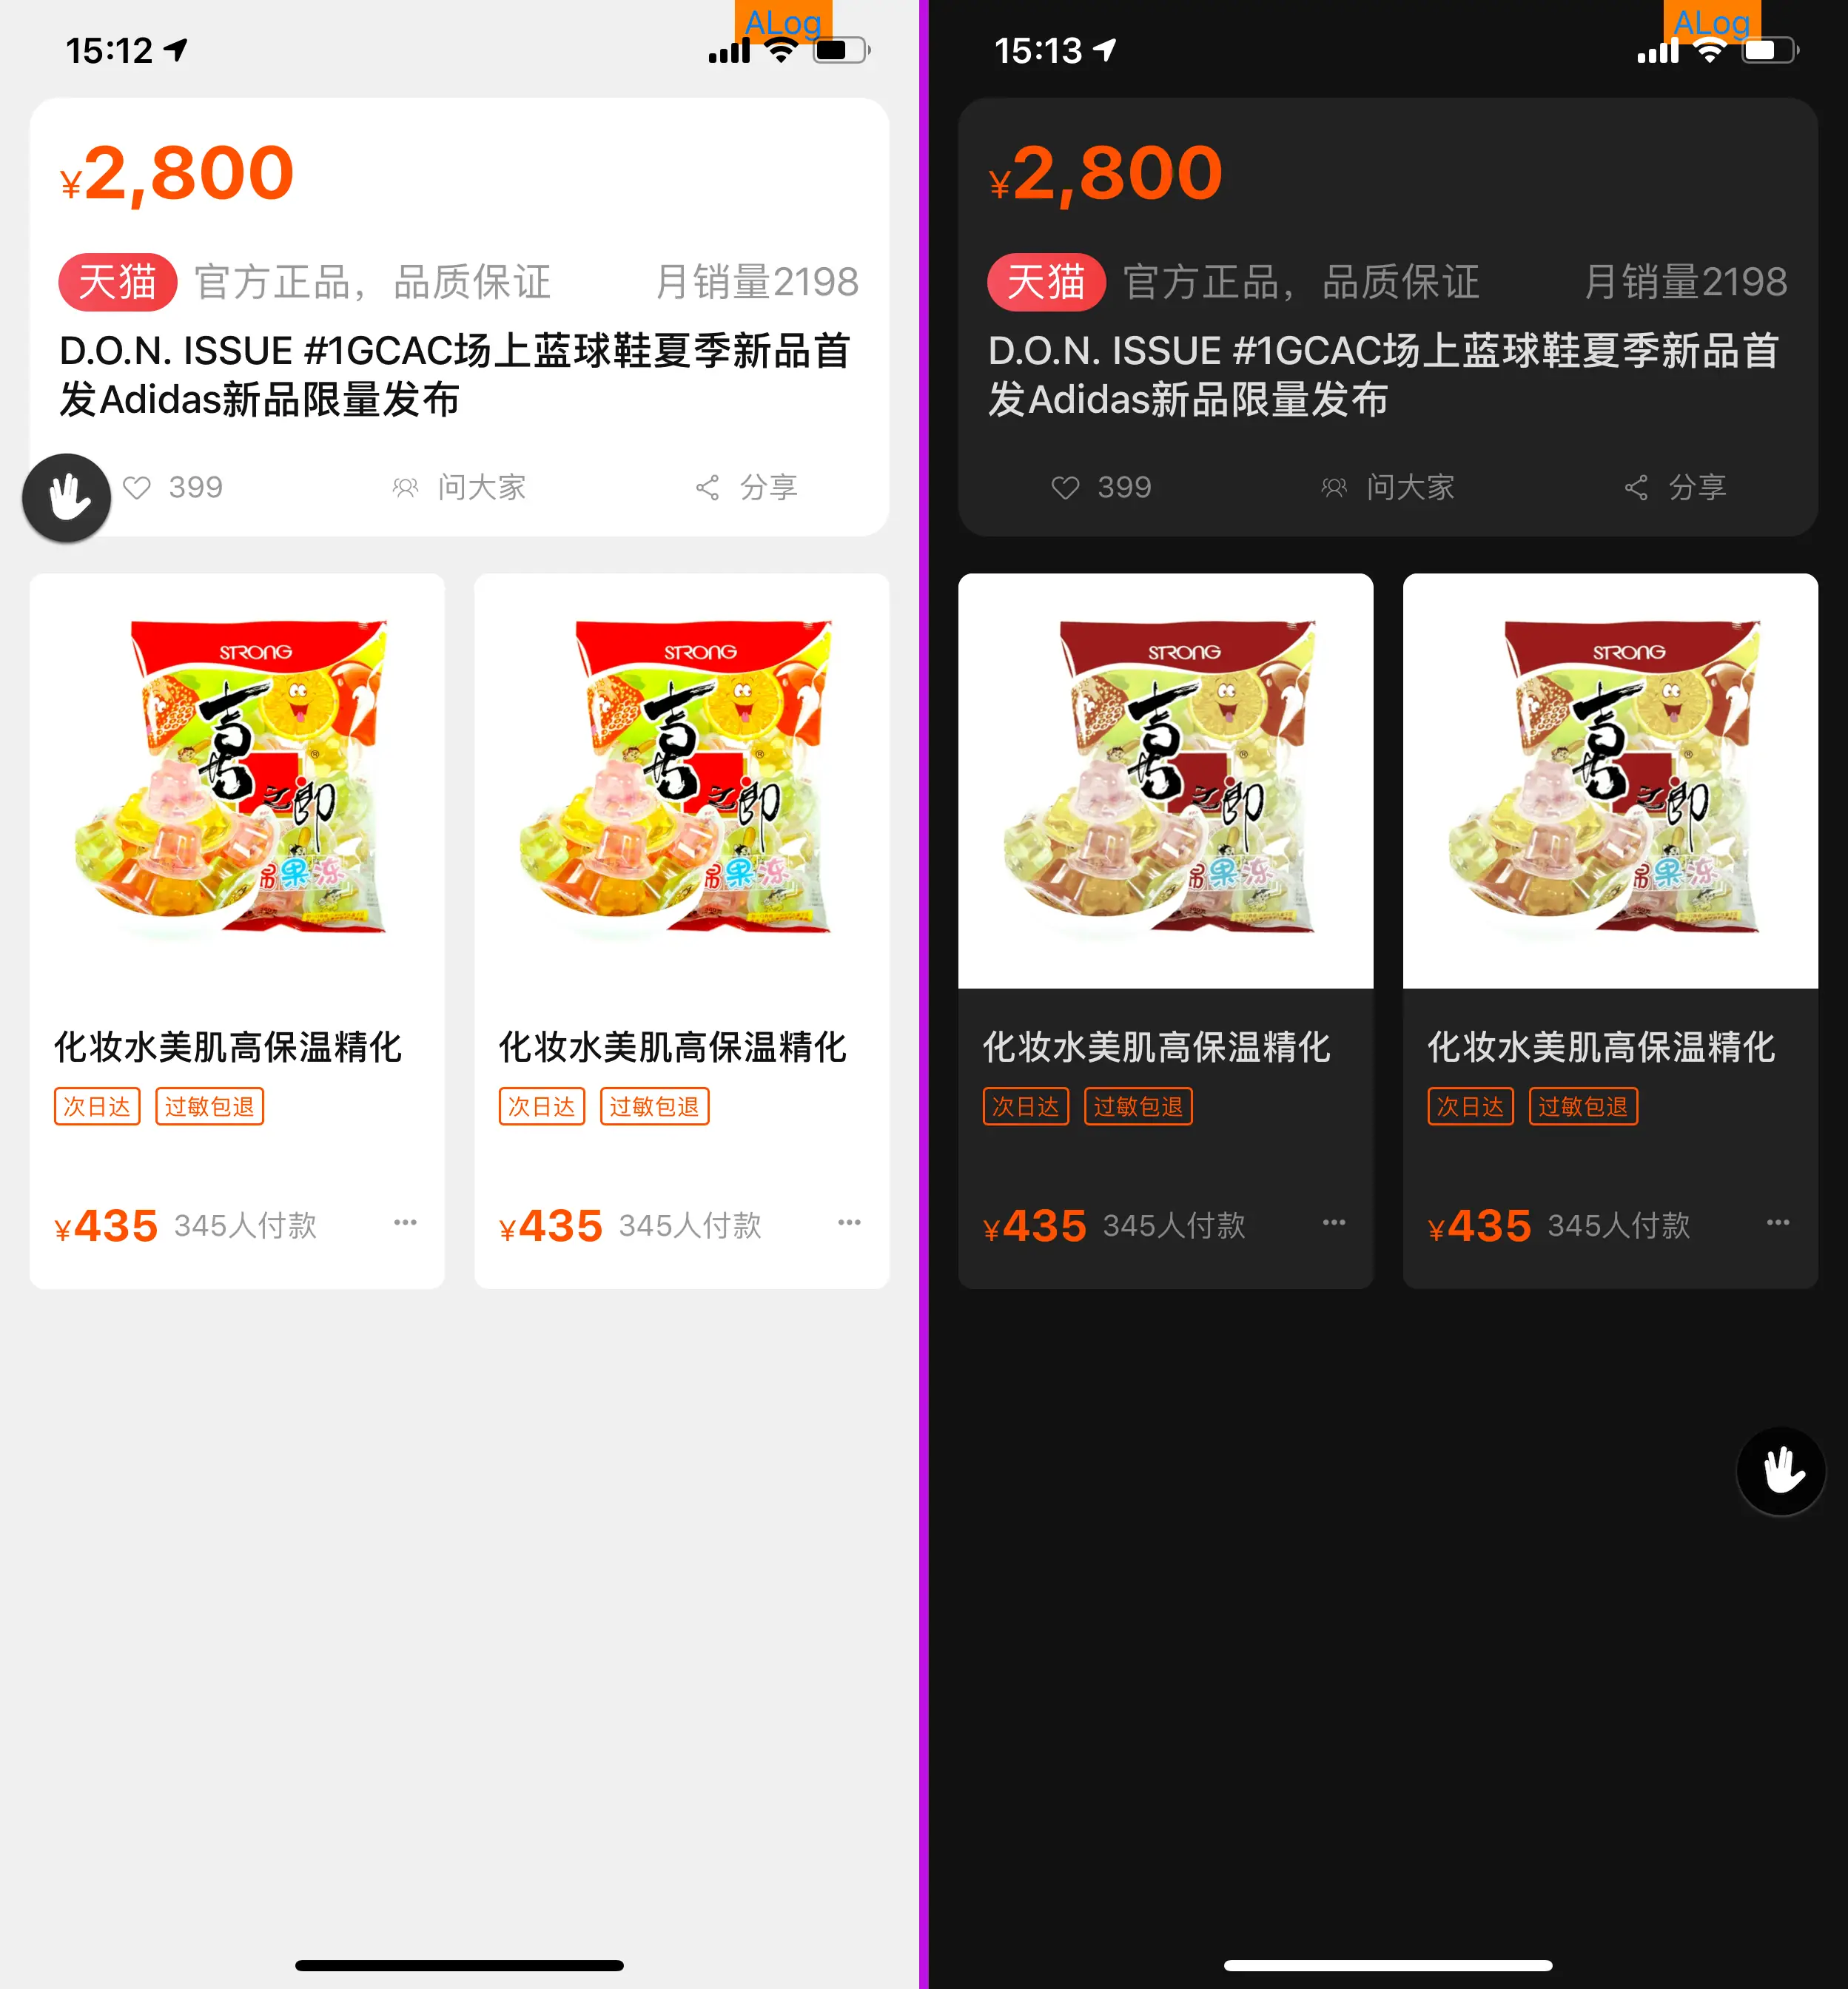 ALog
15:12
¥2,800
天猫 官方正品，品质保证 月销量2198
D.O.N. ISSUE #1GCAC场上蓝球鞋夏季新品首
发Adidas新品限量发布
399 问大家 分享
STRONG
喜之郎®
果冻
STRONG
喜之郎®
果冻
化妆水美肌高保温精化
次日达 过敏包退
¥435 345人付款 ···
化妆水美肌高保温精化
次日达 过敏包退
¥435 345人付款 ···
ALog
15:13
¥2,800
天猫 官方正品，品质保证 月销量2198
D.O.N. ISSUE #1GCAC场上蓝球鞋夏季新品首
发Adidas新品限量发布
399 问大家 分享
STRONG
喜之郎®
果冻
STRONG
喜之郎®
果冻
化妆水美肌高保温精化
次日达 过敏包退
¥435 345人付款 ···
化妆水美肌高保温精化
次日达 过敏包退
¥435 345人付款 ···